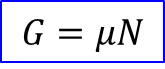 G = μN